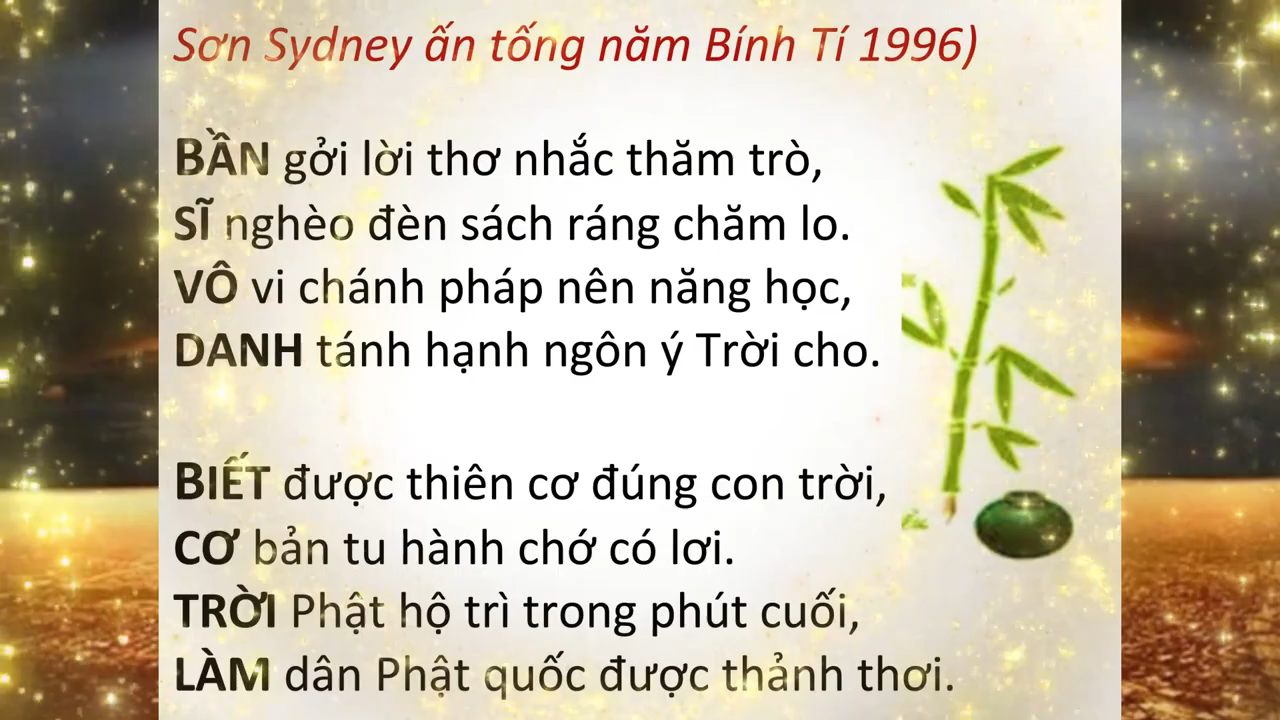 Sơn Sydney ấn tống năm Bính Tí 1996)
BẦN gởi lời thơ nhắc thăm trò,
SĨ nghèo đèn sách ráng chăm lo.
VÔ vi chánh pháp nên năng học,
DANH tánh hạnh ngôn ý Trời cho.
BIẾT được thiên cơ đúng con trời,
CƠ bản tu hành chớ có lơi.
TRỜI Phật hộ trì trong phút cuối,
LÀM dân Phật quốc được thảnh thơi.